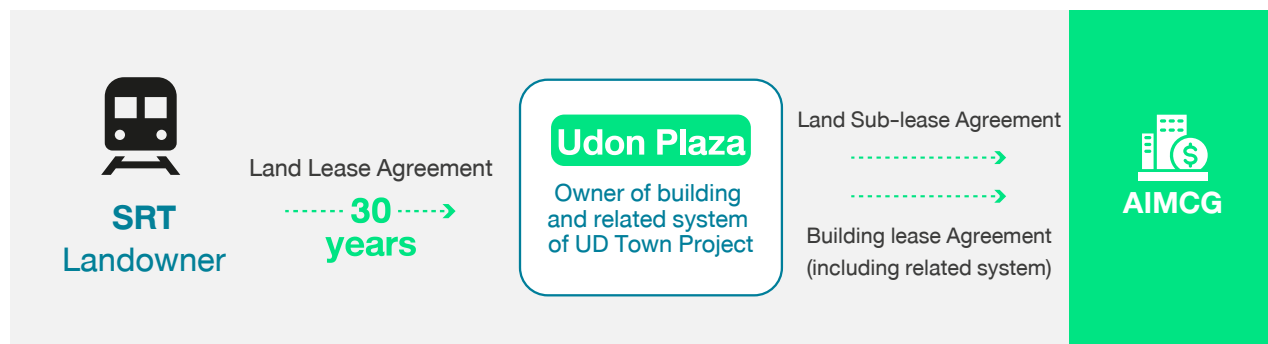 SRT
Landowner
Land Lease Agreement
30
years
Udon Plaza
Owner of building
and related system
of UD Town Project
Land Sub-lease Agreement
Building lease Agreement
(including related system)
$
AIMCG